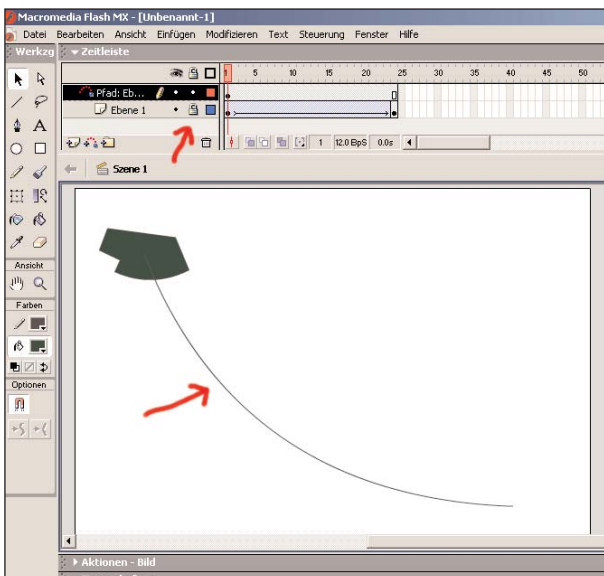 Macromedia Flash MX - [Unbenannt-1]
Datei Bearbeiten Ansicht Einfügen Modifizieren Text Steuerung Fenster Hilfe
Werkzg
Zeitleiste
1 5 10 15 20 25 30 35 40 45 50
Pfad: Eb...
Ebene 1
1 12.0 BpS 0.0s
Szene 1
A
Ansicht
Farben
Optionen
Aktionen - Bild